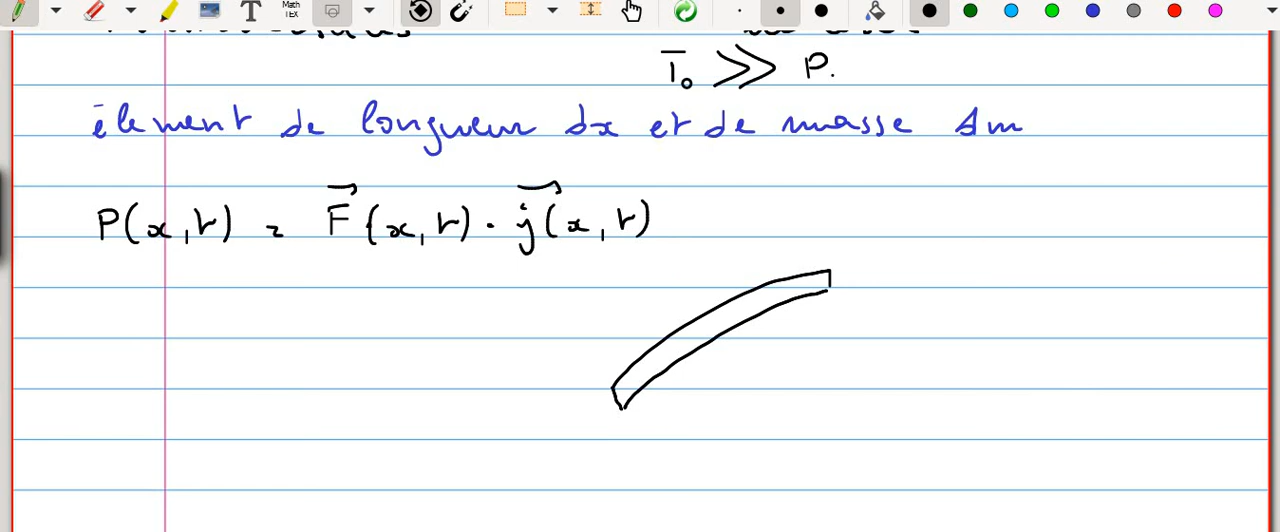 T₀ >> P.
élément de longueur dx et de masse dm
P(x,t) = F⃗(x,t) · j⃗(x,t)